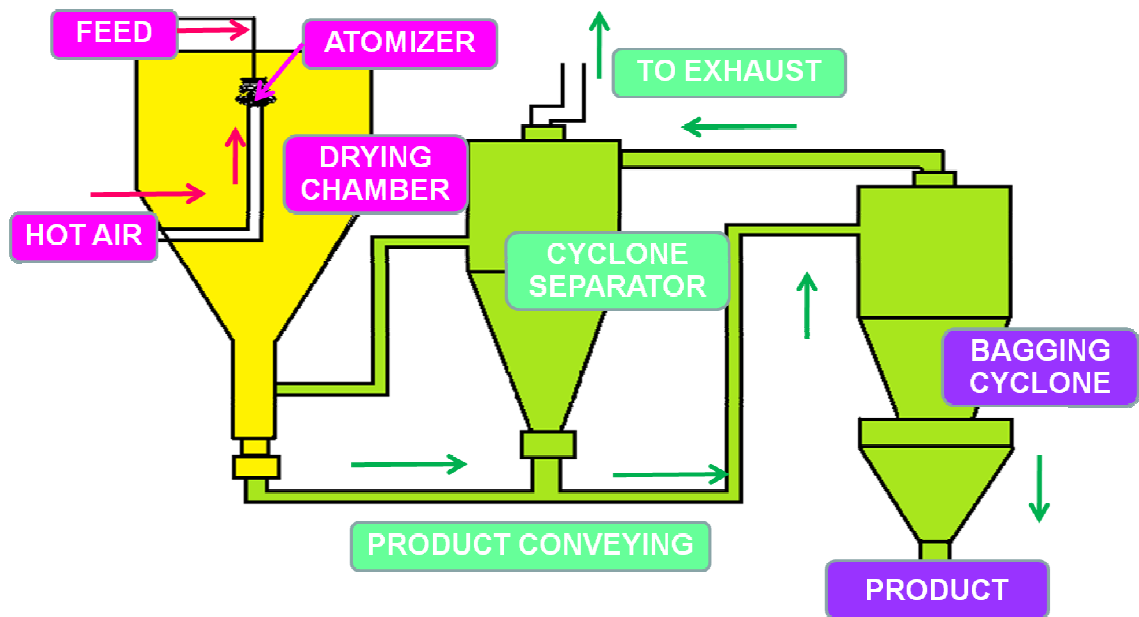 FEED
ATOMIZER
TO EXHAUST
DRYING
CHAMBER
HOT AIR
CYCLONE
SEPARATOR
BAGGING
CYCLONE
PRODUCT CONVEYING
PRODUCT